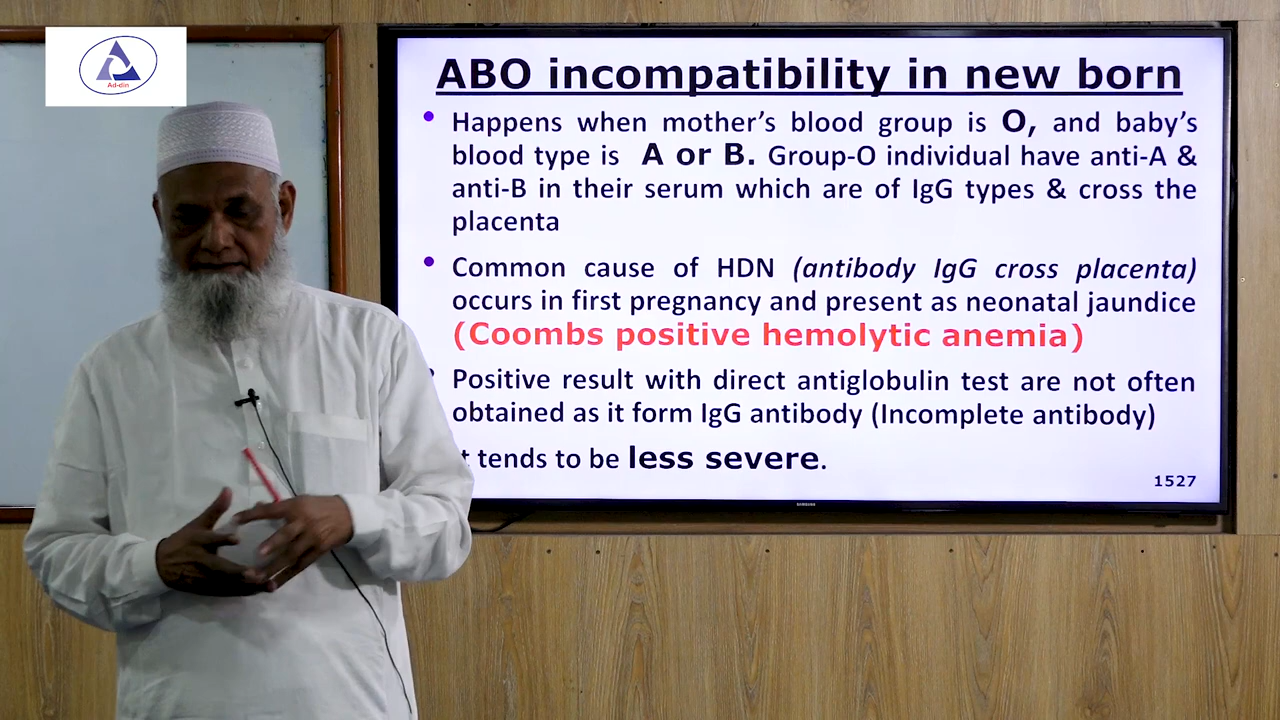 Ad-din
ABO incompatibility in new born
• Happens when mother's blood group is O, and baby's
blood type is A or B. Group-O individual have anti-A &
anti-B in their serum which are of IgG types & cross the
placenta
• Common cause of HDN (antibody IgG cross placenta)
occurs in first pregnancy and present as neonatal jaundice
(Coombs positive hemolytic anemia)
Positive result with direct antiglobulin test are not often
obtained as it form IgG antibody (Incomplete antibody)
t tends to be less severe.
1527
SAMSUNG